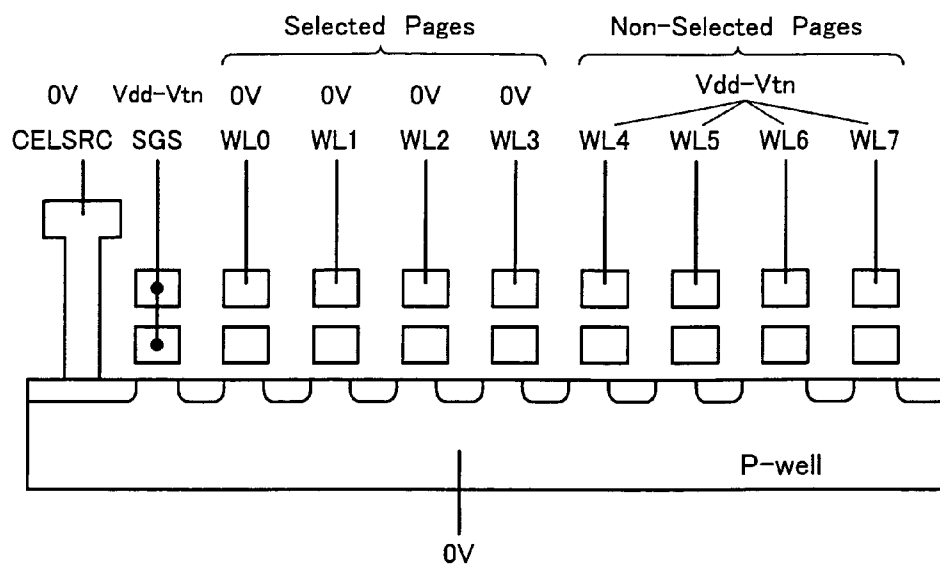 Selected Pages Non-Selected Pages
0V Vdd-Vtn 0V 0V 0V 0V Vdd-Vtn
CELSRC SGS WL0 WL1 WL2 WL3 WL4 WL5 WL6 WL7
P-well
0V